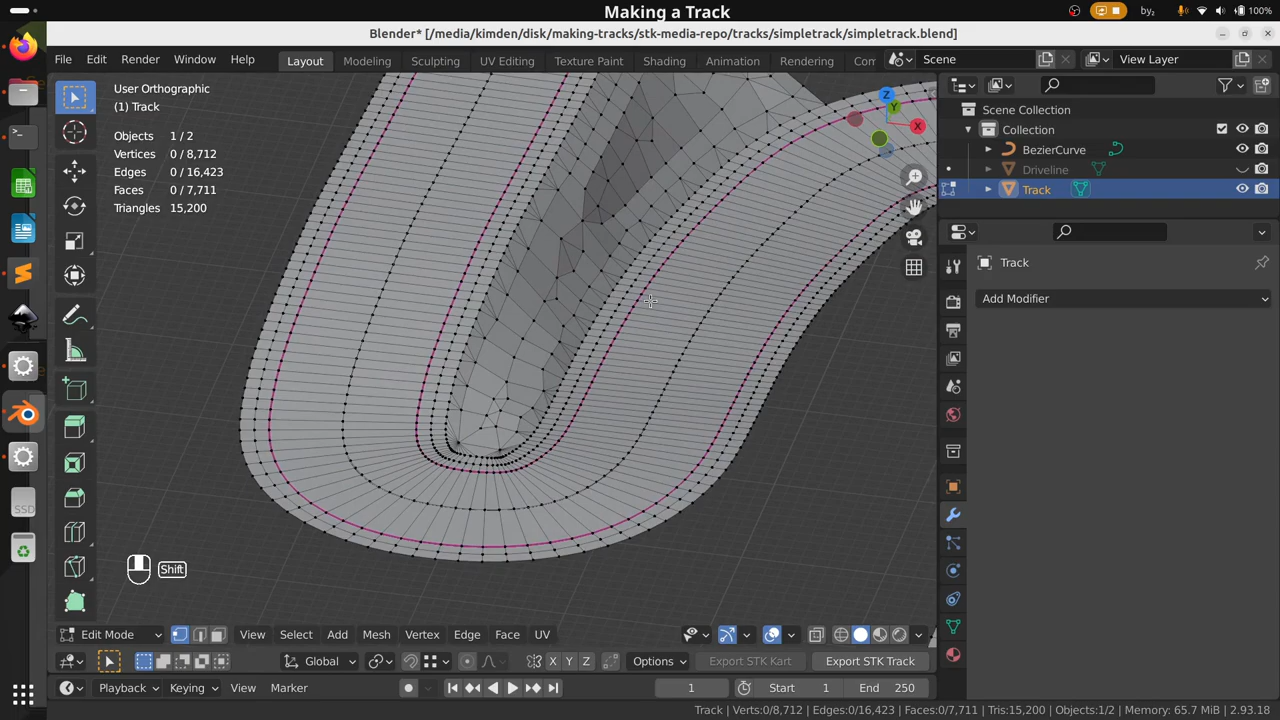 Making a Track
by₂
100%
Blender* [/media/kimden/disk/making-tracks/stk-media-repo/tracks/simpletrack/simpletrack.blend]
File Edit Render Window Help
Layout Modeling Sculpting UV Editing Texture Paint Shading Animation Rendering Com
Scene
View Layer
User Orthographic
(1) Track
Objects 1 / 2
Vertices 0 / 8,712
Edges 0 / 16,423
Faces 0 / 7,711
Triangles 15,200
Z
Y
X
Scene Collection
Collection
BezierCurve
Driveline
Track
Track
Add Modifier
SSD
Shift
Edit Mode View Select Add Mesh Vertex Edge Face UV
Global X Y Z Options Export STK Kart Export STK Track
Playback Keying View Marker 1 Start 1 End 250
Track | Verts:0/8,712 | Edges:0/16,423 | Faces:0/7,711 | Tris:15,200 | Objects:1/2 | Memory: 65.7 MiB | 2.93.18